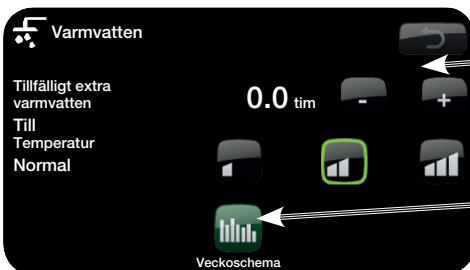 Varmvatten
Tillfälligt extra
varmvatten
0.0 tim
-
+
Till
Temperatur
Normal
Veckoschema